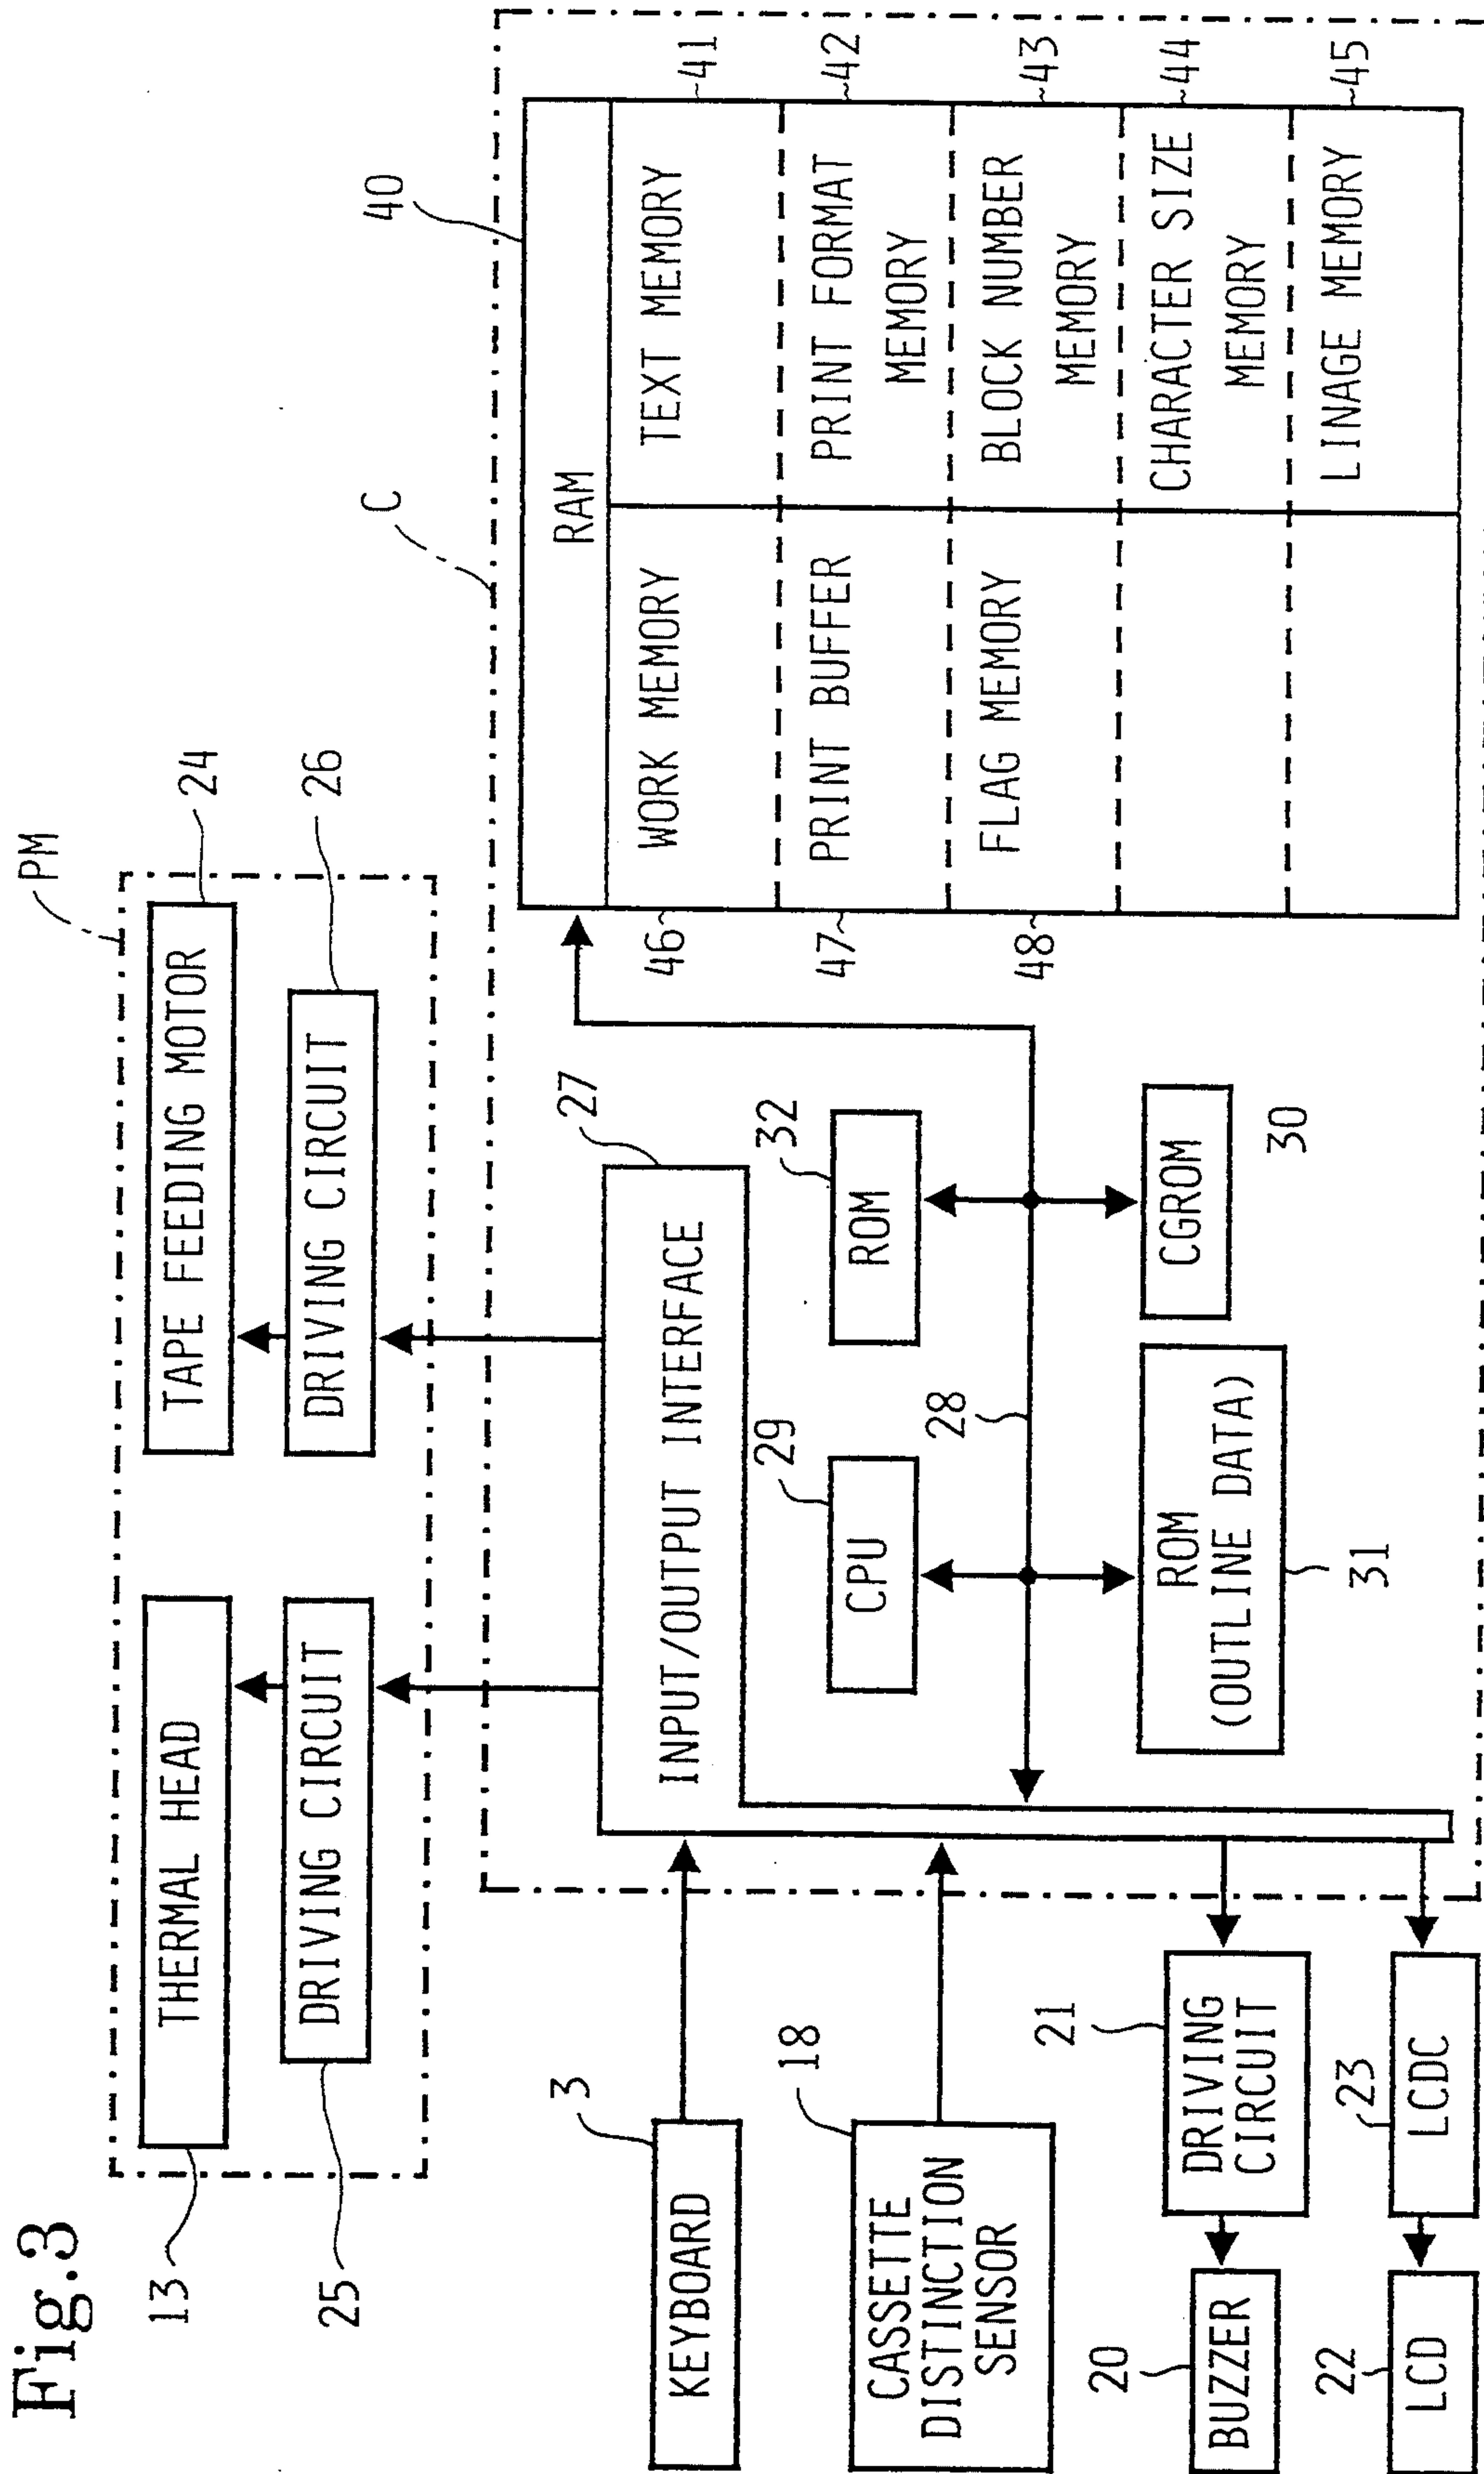 Fig.3
PM
13
THERMAL HEAD
TAPE FEEDING MOTOR
24
25
DRIVING CIRCUIT
DRIVING CIRCUIT
26
C
40
3
KEYBOARD
18
CASSETTE
DISTINCTION
SENSOR
20
BUZZER
21
DRIVING
CIRCUIT
22
LCD
23
LCDC
27
INPUT/OUTPUT INTERFACE
29
CPU
32
ROM
28
31
ROM
(OUTLINE DATA)
CGROM
30
RAM
46
WORK MEMORY
TEXT MEMORY
41
47
PRINT BUFFER
PRINT FORMAT
MEMORY
42
48
FLAG MEMORY
BLOCK NUMBER
MEMORY
43
CHARACTER SIZE
MEMORY
44
LINAGE MEMORY
45